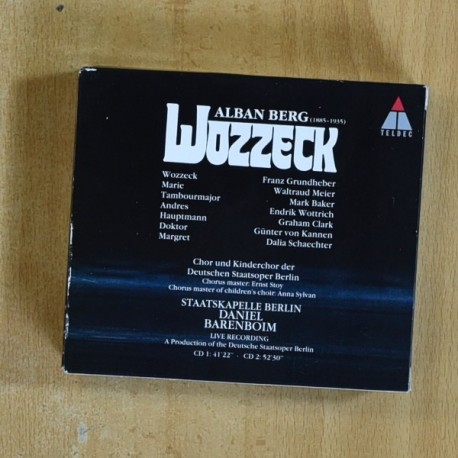 ALBAN BERG (1885-1935)
WOZZECK
TELDEC
Wozzeck Franz Grundheber
Marie Waltraud Meier
Tambourmajor Mark Baker
Andres Endrik Wottrich
Hauptmann Graham Clark
Doktor Günter von Kannen
Margret Dalia Schaechter
Chor und Kinderchor der
Deutschen Staatsoper Berlin
Chorus master: Ernst Stoy
Chorus master of children's choir: Anna Sylvan
STAATSKAPELLE BERLIN
DANIEL
BARENBOIM
LIVE RECORDING
A Production of the Deutsche Staatsoper Berlin
CD 1: 41'22" - CD 2: 52'30"